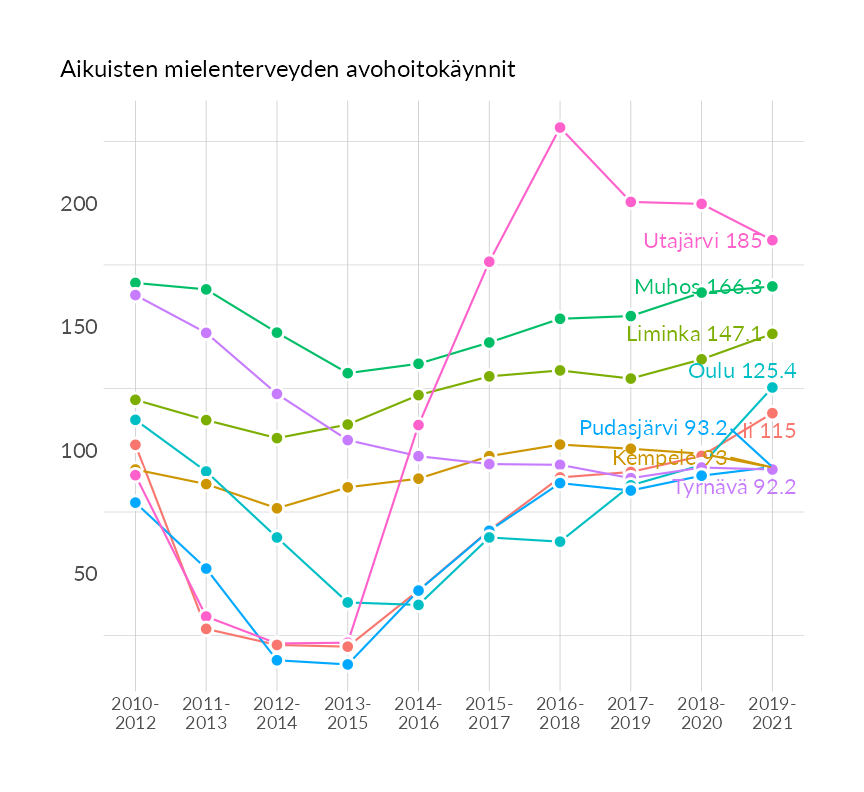 Aikuisten mielenterveyden avohoitokäynnit
200
150
100
50
Utajärvi 185
Muhos 166.3
Liminka 147.1
Oulu 125.4
Pudasjärvi 93.2
Ii 115
Kempele 93
Tyrnävä 92.2
2010-
2012
2011-
2013
2012-
2014
2013-
2015
2014-
2016
2015-
2017
2016-
2018
2017-
2019
2018-
2020
2019-
2021